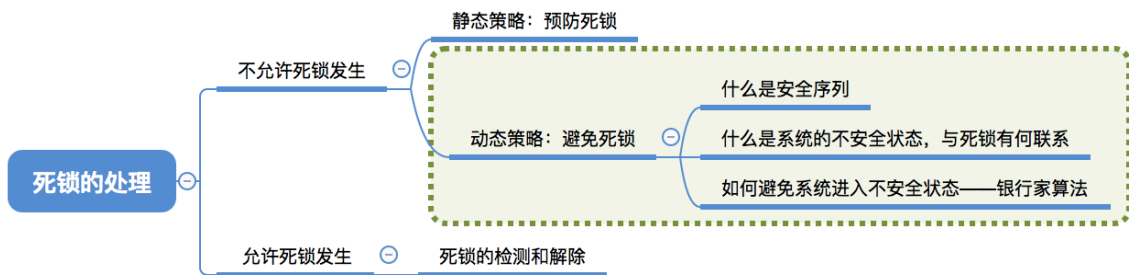 静态策略：预防死锁
不允许死锁发生
什么是安全序列
动态策略：避免死锁
什么是系统的不安全状态，与死锁有何联系
死锁的处理
如何避免系统进入不安全状态——银行家算法
允许死锁发生
死锁的检测和解除